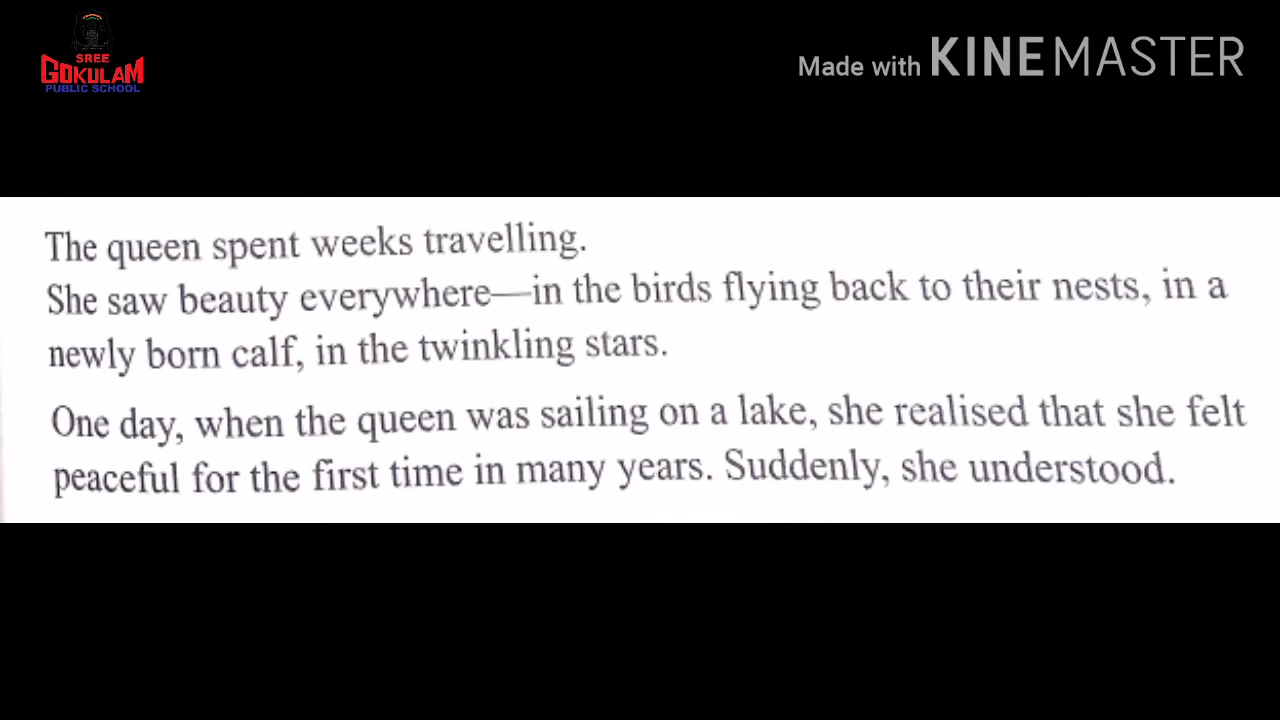 SREE
GOKULAM
PUBLIC SCHOOL
Made with KINEMASTER
The queen spent weeks travelling.
She saw beauty everywhere—in the birds flying back to their nests, in a
newly born calf, in the twinkling stars.
One day, when the queen was sailing on a lake, she realised that she felt
peaceful for the first time in many years. Suddenly, she understood.